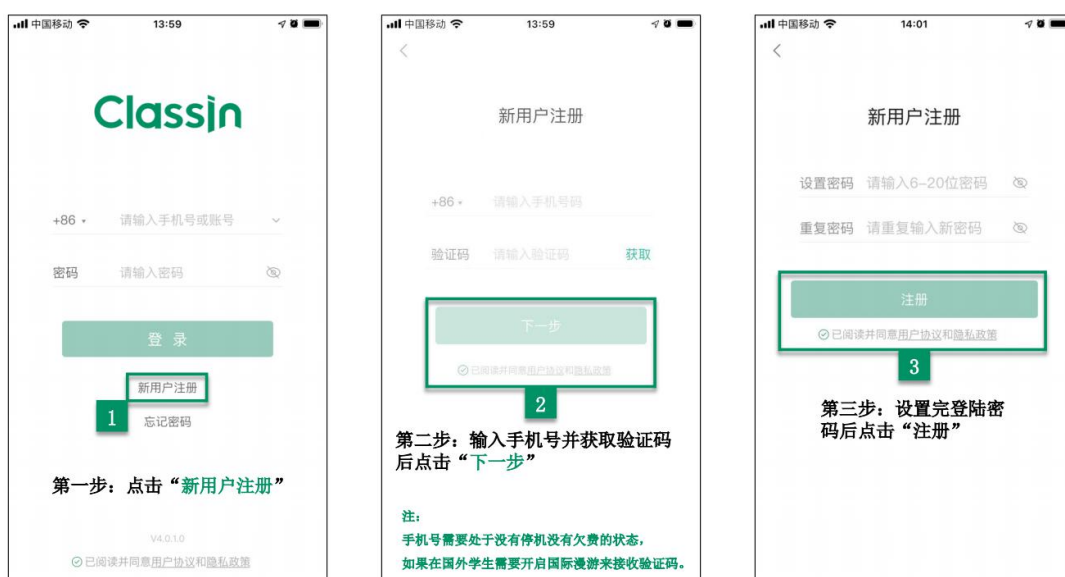 中国移动 13:59
ClassIn
+86 请输入手机号或账号
密码 请输入密码
登 录
新用户注册
1
忘记密码
第一步：点击“新用户注册”
V4.0.1.0
已阅读并同意用户协议和隐私政策
中国移动 13:59
新用户注册
+86 请输入手机号码
验证码 请输入验证码 获取
下一步
已阅读并同意用户协议和隐私政策
2
第二步：输入手机号并获取验证码
后点击“下一步”
注：
手机号需要处于没有停机没有欠费的状态，
如果在国外学生需要开启国际漫游来接收验证码。
中国移动 14:01
新用户注册
设置密码 请输入6-20位密码
重复密码 请重复输入新密码
注册
已阅读并同意用户协议和隐私政策
3
第三步：设置完登陆密
码后点击“注册”